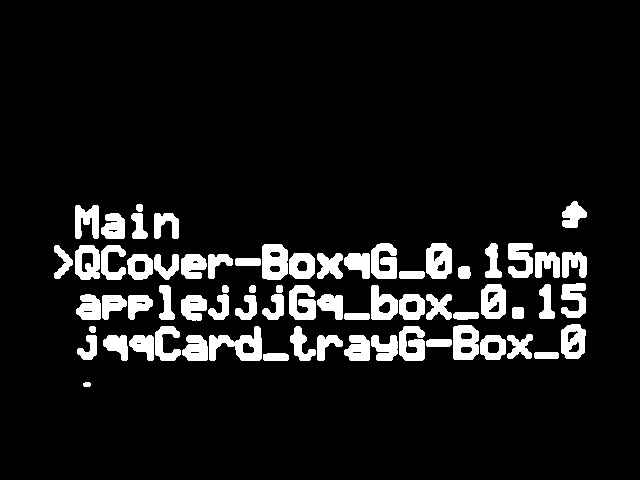 Main
>QCover-BoxqG_0.15mm
applejjjGq_box_0.15
jqqCard_trayG-Box_0
.